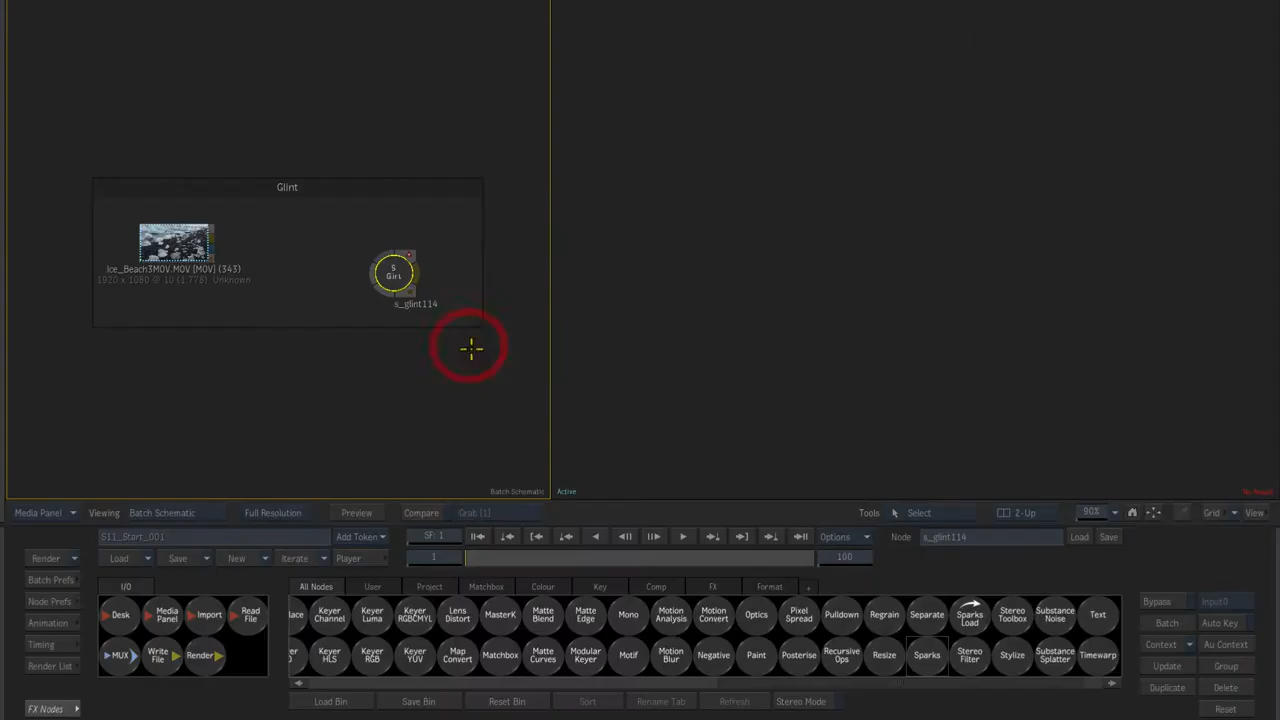 Glint
Ice_Beach3MOV.MOV [MOV] (343)
1920 x 1080 @ 10 (1.778) Unknown
s_glint114
Batch Schematic
Active
Media Panel
Viewing
Batch Schematic
Full Resolution
Preview
Compare
Grab [1]
Tools
Select
2-Up
90%
Grid
View
S11_Start_001
Add Token
SF: 1
Options
Node
s_glint114
Load
Save
Render
Load
Save
New
Iterate
Player
1
100
Batch Prefs
I/O
All Nodes
User
Project
Matchbox
Colour
Key
Comp
FX
Format
+
Node Prefs
Animation
Timing
Render List
FX Nodes
Desk
Media Panel
Import
Read File
MUX
Write File
Render
Keyer Channel
Keyer Luma
Keyer RGBCMYL
Lens Distort
MasterK
Matte Blend
Matte Edge
Mono
Motion Analysis
Motion Convert
Optics
Pixel Spread
Pulldown
Regrain
Separate
Sparks Load
Stereo Toolbox
Substance Noise
Text
Keyer HLS
Keyer RGB
Keyer YUV
Map Convert
Matchbox
Matte Curves
Modular Keyer
Motif
Motion Blur
Negative
Posterise
Recursive Ops
Resize
Sparks
Stereo Filter
Stylize
Substance Splatter
Timewarp
Load Bin
Save Bin
Reset Bin
Sort
Rename Tab
Refresh
Stereo Mode
Bypass
Input0
Batch
Auto Key
Context
Au Context
Update
Group
Duplicate
Delete
Reset